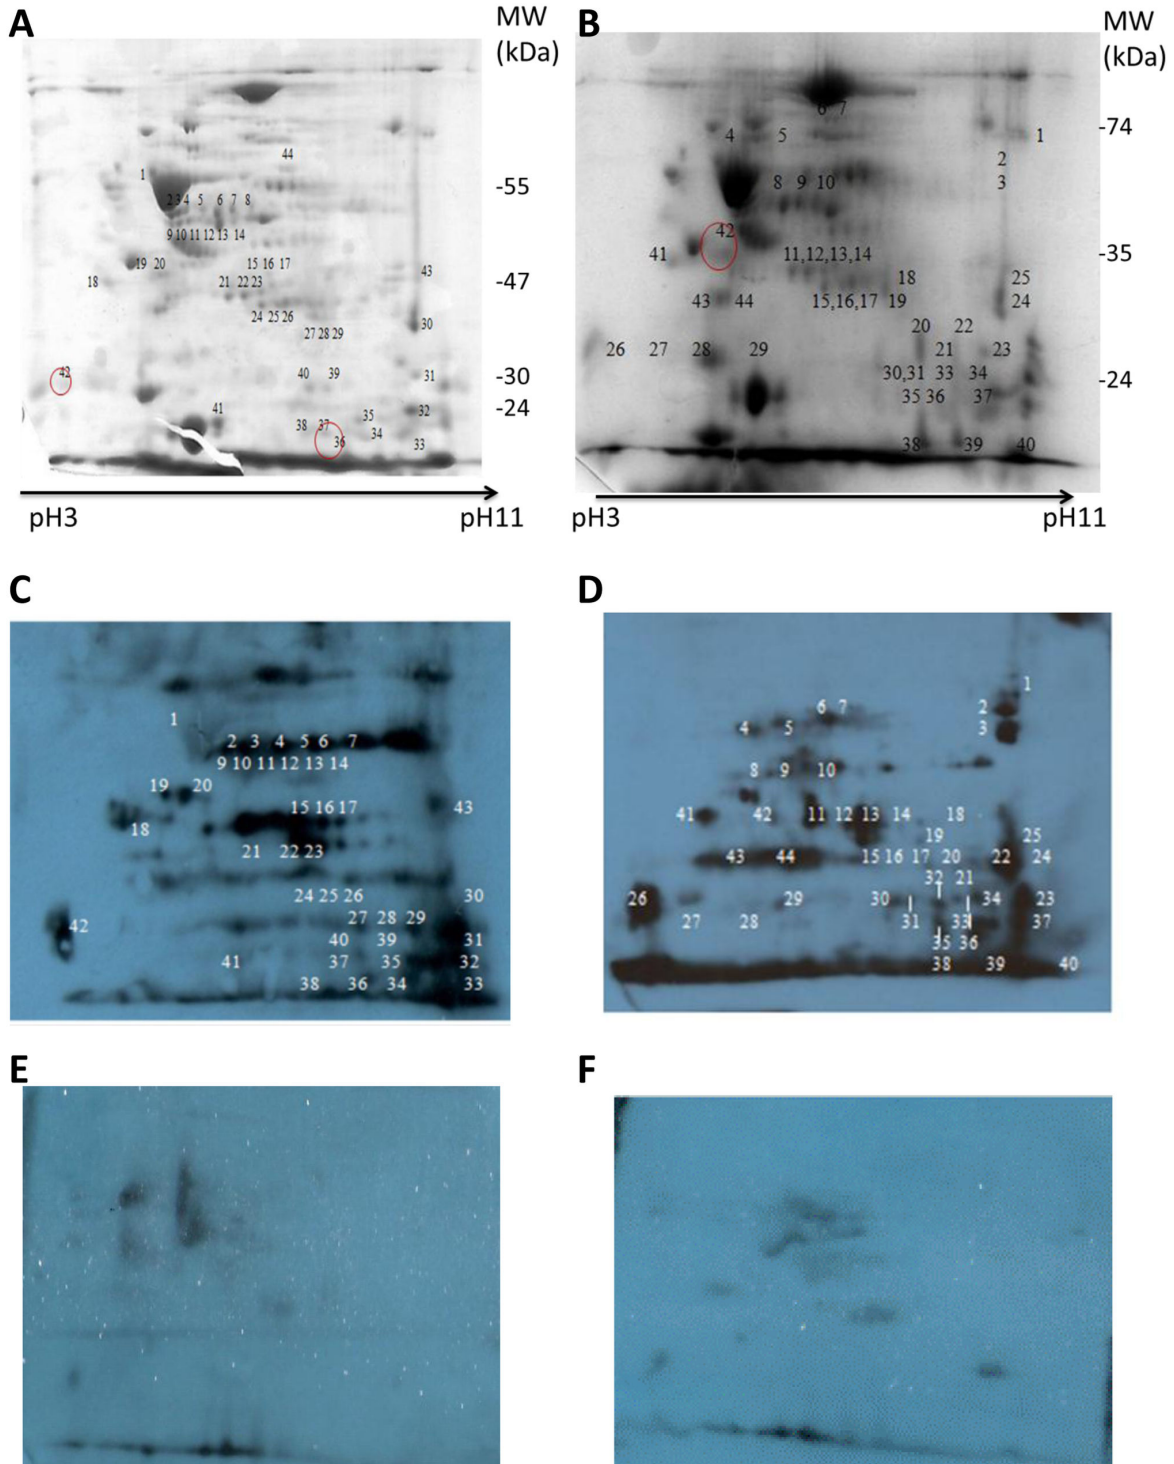 A
MW
(kDa)
44
1
2 3 4 5 6 7 8
-55
9 10 11 12 13 14
19 20
15 16 17
43
18
21 22 23
-47
24 25 26
30
27 28 29
42
40 39
31
-30
41
35
32
-24
38 37
34
36
33
pH3
pH11
B
MW
(kDa)
6 7
-74
4 5
1
2
3
8 9 10
42
41
11,12,13,14
-35
18
25
43 44
15,16,17
19
24
20 22
26 27 28 29
21
23
30,31 33 34
-24
35 36
37
38 39 40
pH3
pH11
C
1
2 3 4 5 6 7
9 10 11 12 13 14
19 20
15 16 17
43
18
21 22 23
24 25 26
30
27 28 29
42
40 39
31
41
37 35 32
38 36 34 33
D
1
6 7
2
4 5
3
8 9 10
41 42 11 12 13 14 18
19
25
43 44 15 16 17 20 22 24
32 21
26
29
30
34 23
27 28
31
33
37
35 36
38 39 40
E
F